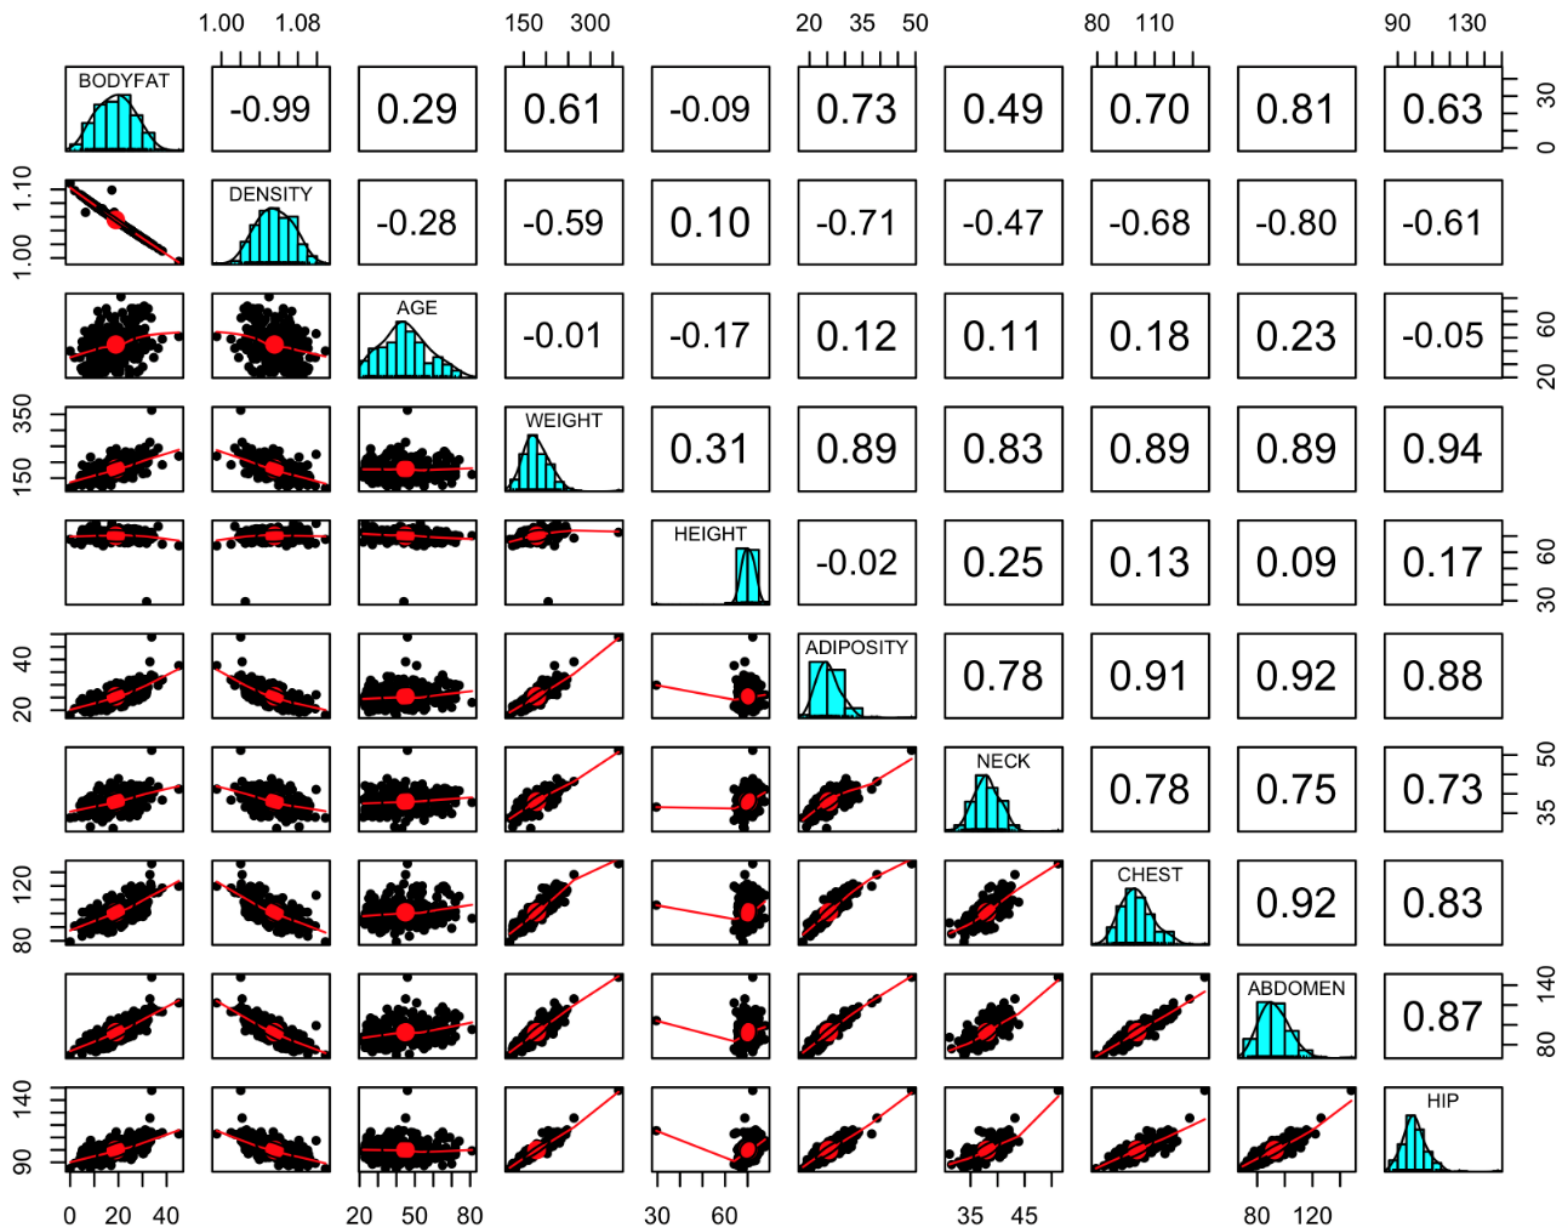 1.00 1.08 150 300 20 35 50 80 110 90 130
BODYFAT -0.99 0.29 0.61 -0.09 0.73 0.49 0.70 0.81 0.63 0 30
1.00 1.10 DENSITY -0.28 -0.59 0.10 -0.71 -0.47 -0.68 -0.80 -0.61
AGE -0.01 -0.17 0.12 0.11 0.18 0.23 -0.05 20 60
150 350 WEIGHT 0.31 0.89 0.83 0.89 0.89 0.94
HEIGHT -0.02 0.25 0.13 0.09 0.17 30 60
20 40 ADIPOSITY 0.78 0.91 0.92 0.88
NECK 0.78 0.75 0.73 35 50
80 120 CHEST 0.92 0.83
ABDOMEN 0.87 80 140
90 140 HIP
0 20 40 20 50 80 30 60 35 45 80 120